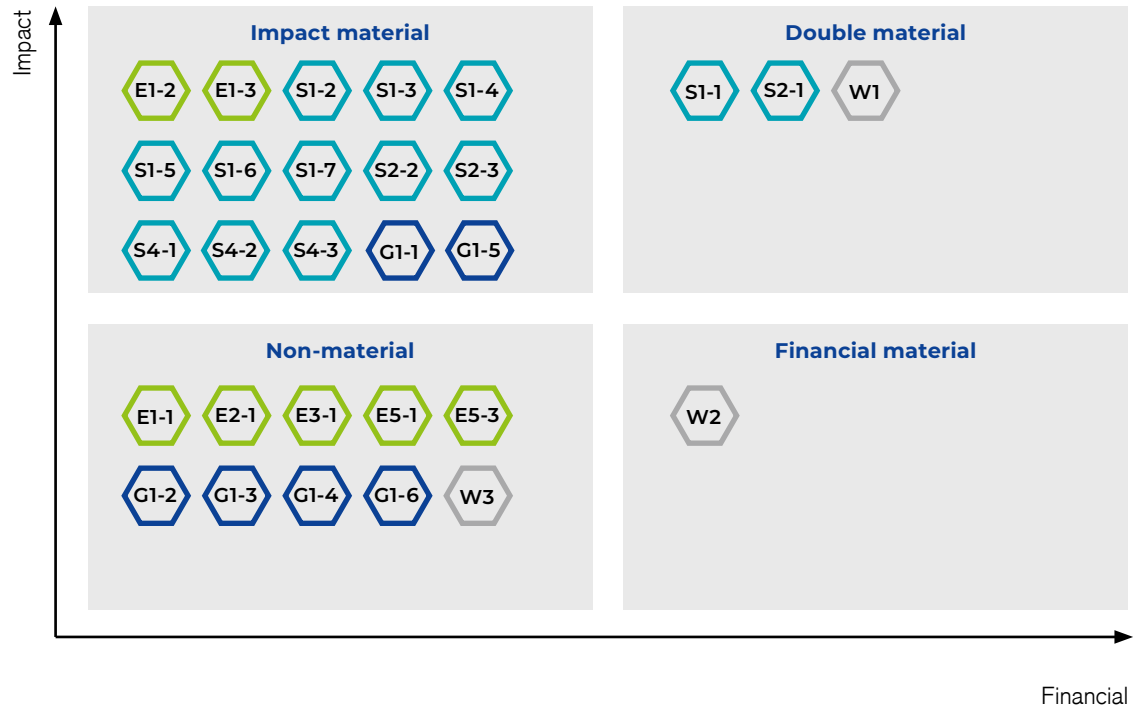 Impact
Impact material
E1-2 E1-3 S1-2 S1-3 S1-4
S1-5 S1-6 S1-7 S2-2 S2-3
S4-1 S4-2 S4-3 G1-1 G1-5
Double material
S1-1 S2-1 W1
Non-material
E1-1 E2-1 E3-1 E5-1 E5-3
G1-2 G1-3 G1-4 G1-6 W3
Financial material
W2
Financial